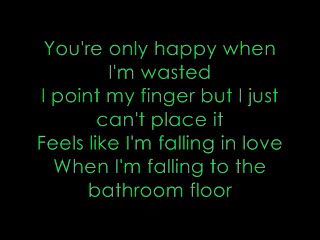 You're only happy when
I'm wasted
I point my finger but I just
can't place it
Feels like I'm falling in love
When I'm falling to the
bathroom floor